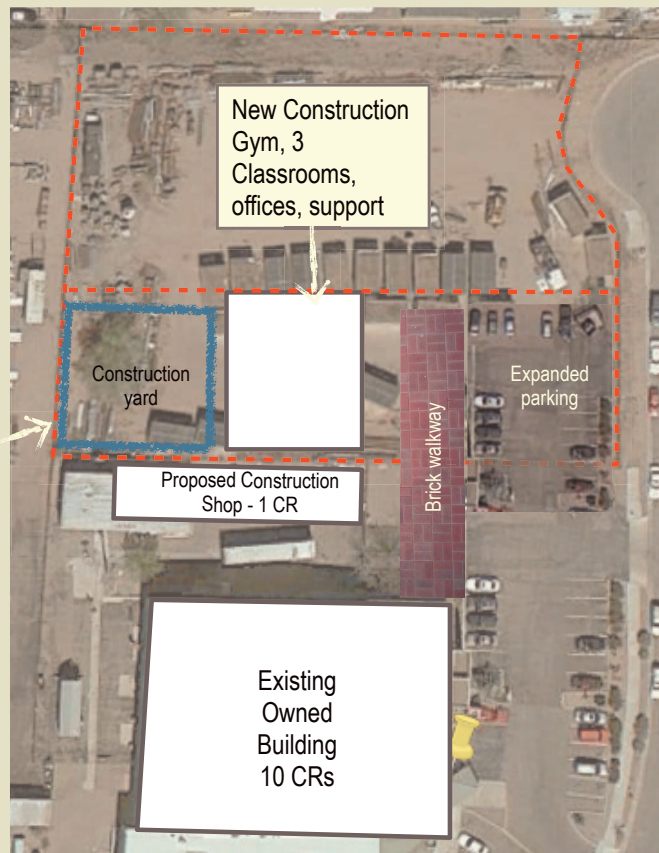 New Construction
Gym, 3
Classrooms,
offices, support
Construction
yard
Expanded
parking
Brick walkway
Proposed Construction
Shop - 1 CR
Existing
Owned
Building
10 CRs